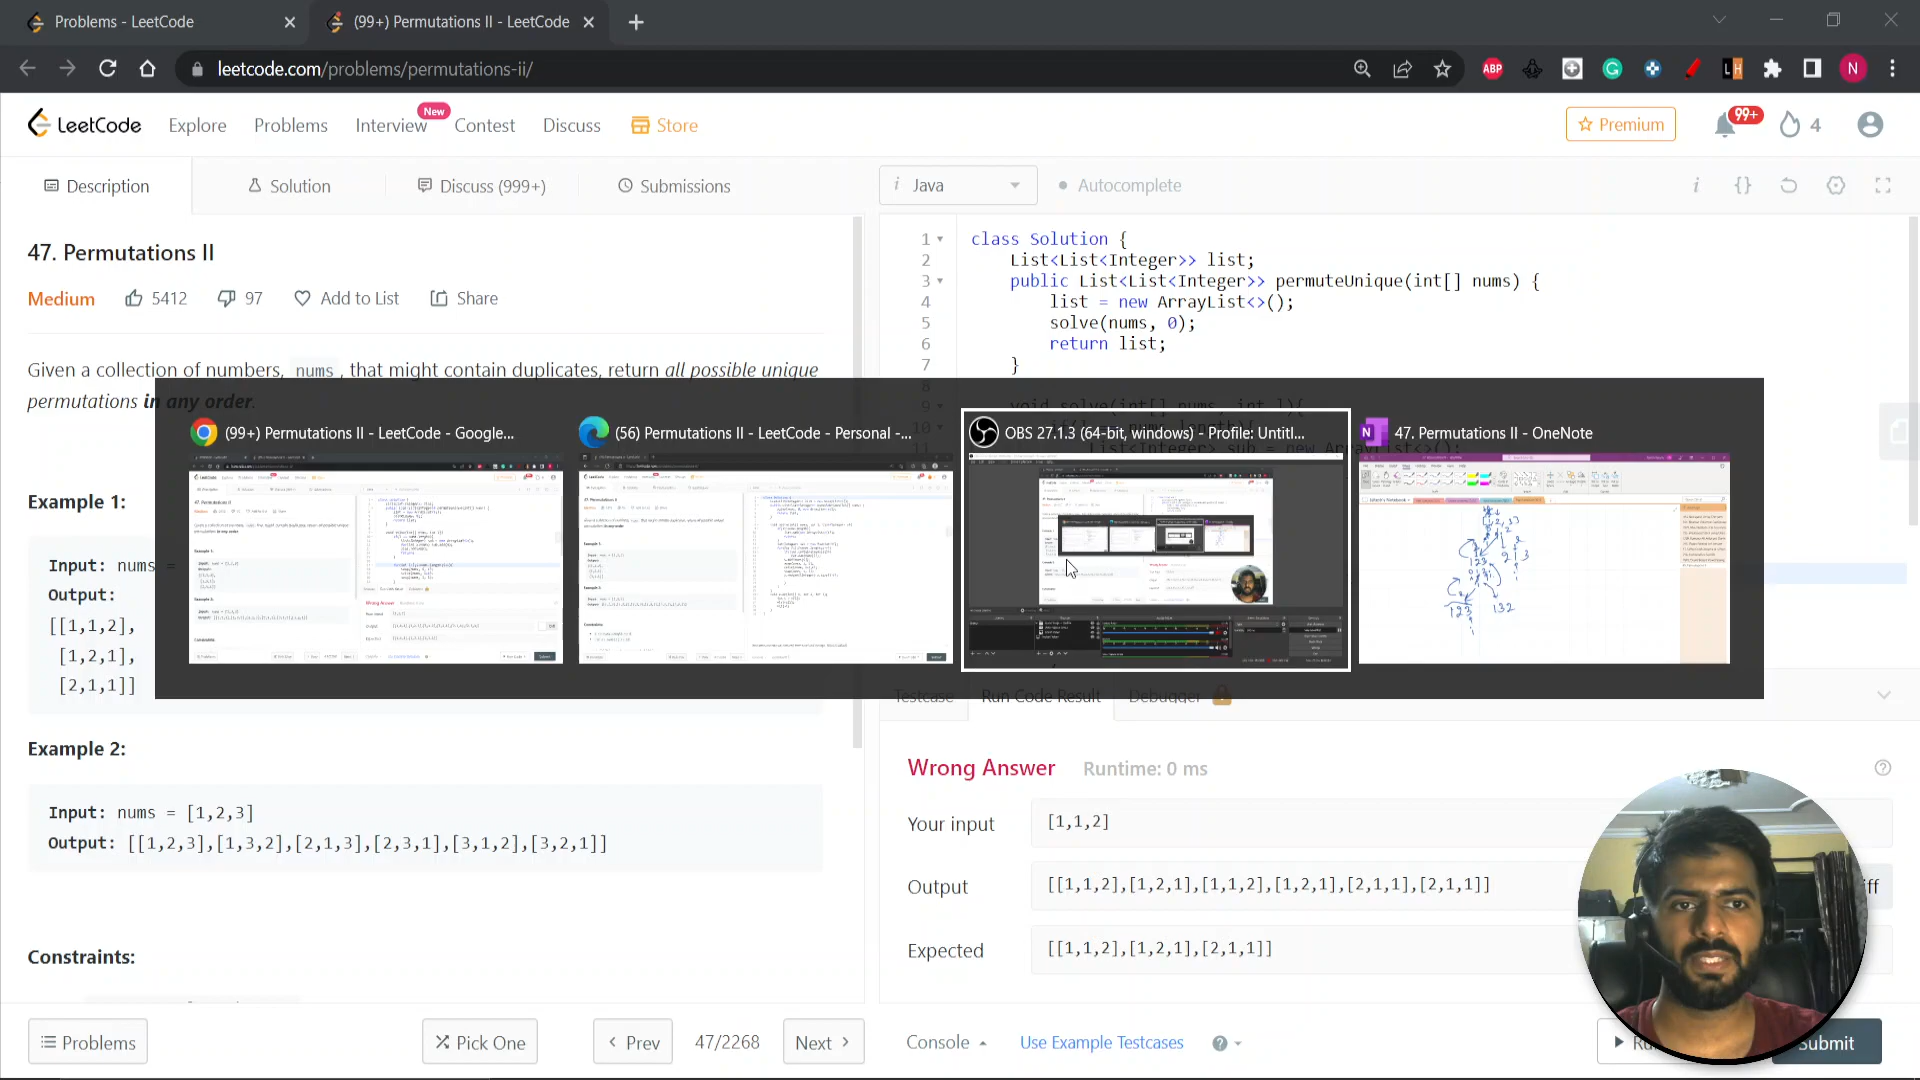 Problems - LeetCode
(99+) Permutations II - LeetCode
leetcode.com/problems/permutations-ii/
ABP
N
LeetCode
Explore
Problems
Interview
New
Contest
Discuss
Store
Premium
99+
4
Description
Solution
Discuss (999+)
Submissions
i Java
Autocomplete
i {}
47. Permutations II
Medium
5412
97
Add to List
Share
Given a collection of numbers, nums , that might contain duplicates, return all possible unique
permutations in any order.
1 class Solution {
2 List<List<Integer>> list;
3 public List<List<Integer>> permuteUnique(int[] nums) {
4 list = new ArrayList<>();
5 solve(nums, 0);
6 return list;
7 }
8
9 void solve(int[] nums, int l){
(99+) Permutations II - LeetCode - Google...
(56) Permutations II - LeetCode - Personal -...
OBS 27.1.3 (64-bit, windows) - Profile: Untitl...
47. Permutations II - OneNote
Example 1:
Input: nums =
Output:
[[1,1,2],
[1,2,1],
[2,1,1]]
Example 2:
Input: nums = [1,2,3]
Output: [[1,2,3],[1,3,2],[2,1,3],[2,3,1],[3,1,2],[3,2,1]]
Constraints:
Testcase
Run Code Result
Debugger
Wrong Answer
Runtime: 0 ms
Your input
[1,1,2]
Output
[[1,1,2],[1,2,1],[1,1,2],[1,2,1],[2,1,1],[2,1,1]]
Expected
[[1,1,2],[1,2,1],[2,1,1]]
Problems
Pick One
Prev
47/2268
Next
Console
Use Example Testcases
Submit